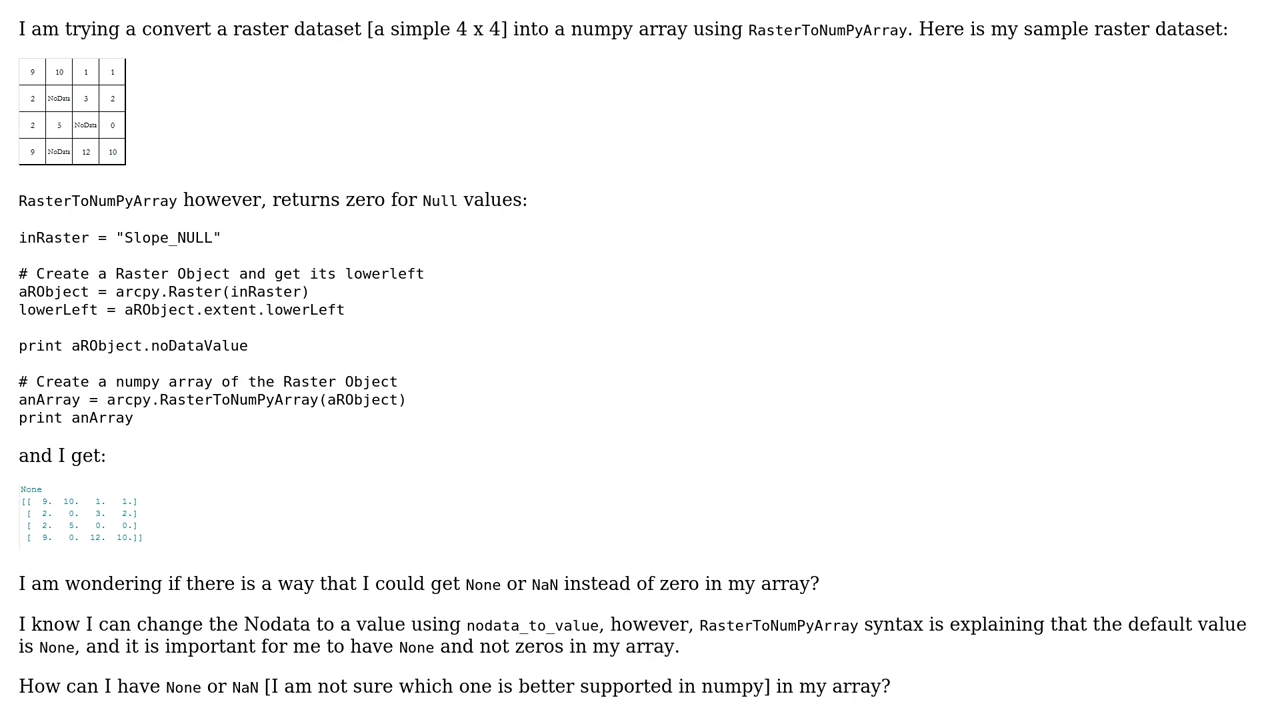 I am trying a convert a raster dataset [a simple 4 x 4] into a numpy array using RasterToNumPyArray. Here is my sample raster dataset:
9 10 1 1
2 NoData 3 2
2 5 NoData 0
9 NoData 12 10
RasterToNumPyArray however, returns zero for Null values:
inRaster = "Slope_NULL"
# Create a Raster Object and get its lowerleft
aRObject = arcpy.Raster(inRaster)
lowerLeft = aRObject.extent.lowerLeft
print aRObject.noDataValue
# Create a numpy array of the Raster Object
anArray = arcpy.RasterToNumPyArray(aRObject)
print anArray
and I get:
None
[[ 9. 10. 1. 1.]
[ 2. 0. 3. 2.]
[ 2. 5. 0. 0.]
[ 9. 0. 12. 10.]]
I am wondering if there is a way that I could get None or NaN instead of zero in my array?
I know I can change the Nodata to a value using nodata_to_value, however, RasterToNumPyArray syntax is explaining that the default value
is None, and it is important for me to have None and not zeros in my array.
How can I have None or NaN [I am not sure which one is better supported in numpy] in my array?